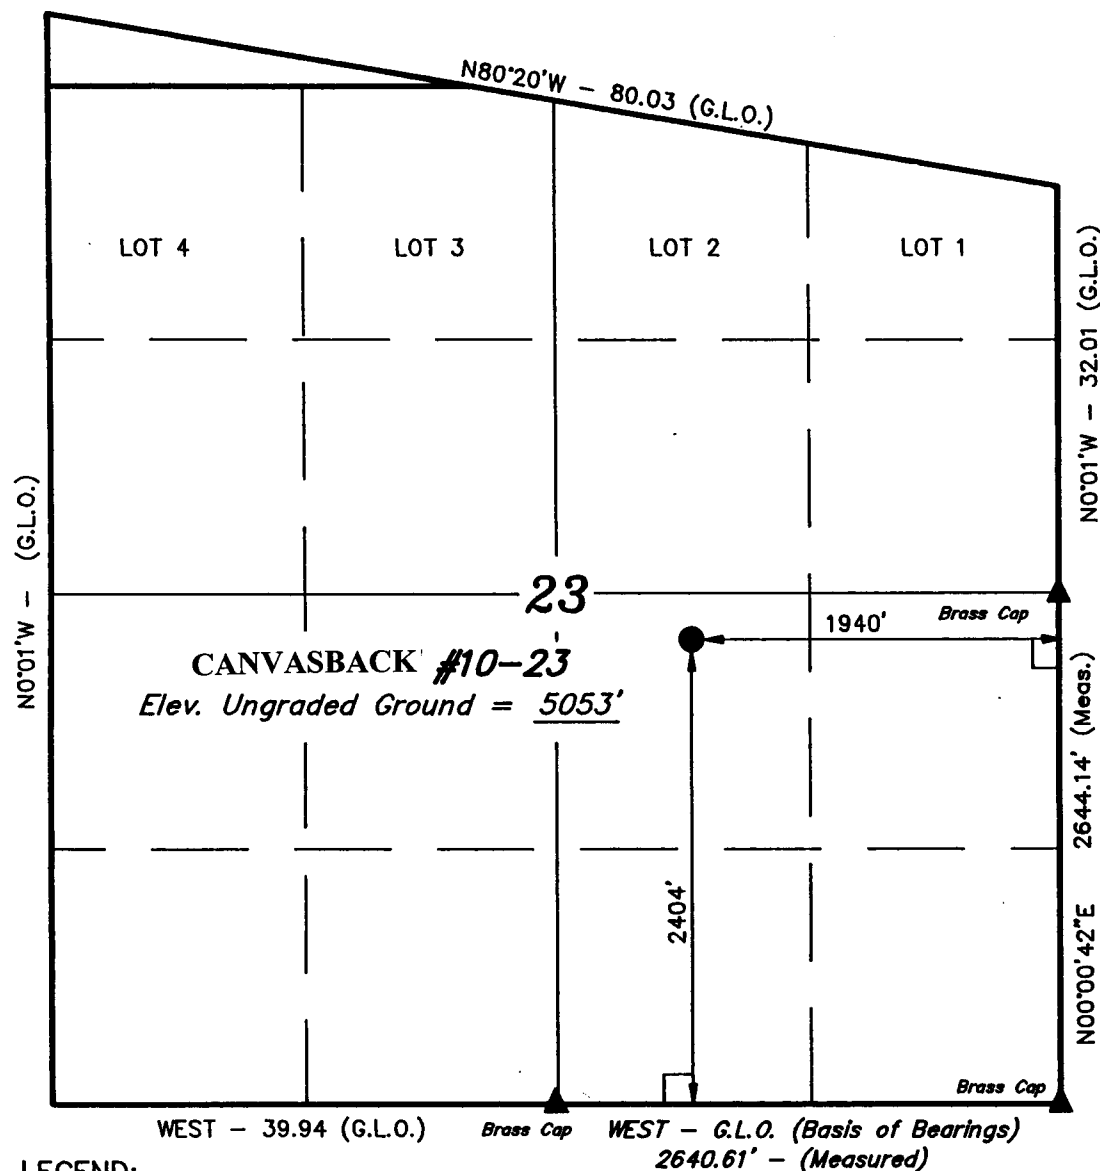 N80°20'W – 80.03 (G.L.O.)
LOT 4
LOT 3
LOT 2
LOT 1
N0°01'W – 32.01 (G.L.O.)
N0°01'W – (G.L.O.)
23
1940'
Brass Cap
CANVASBACK #10-23
Elev. Ungraded Ground = 5053'
2644.14' (Meas.)
N00°00'42"E
2404'
Brass Cap
WEST – 39.94 (G.L.O.)
Brass Cap
WEST – G.L.O. (Basis of Bearings)
2640.61' – (Measured)
LEGEND: